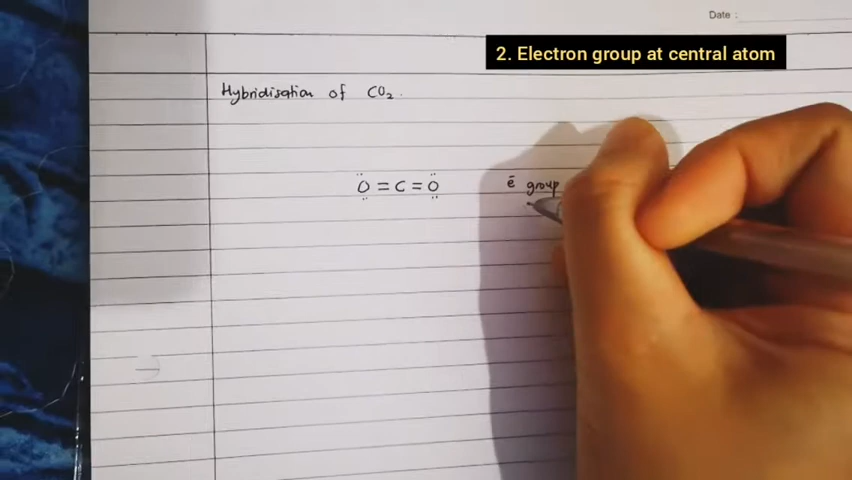 Date :
2. Electron group at central atom
Hybridisation of CO₂.
O = C = O
ē group